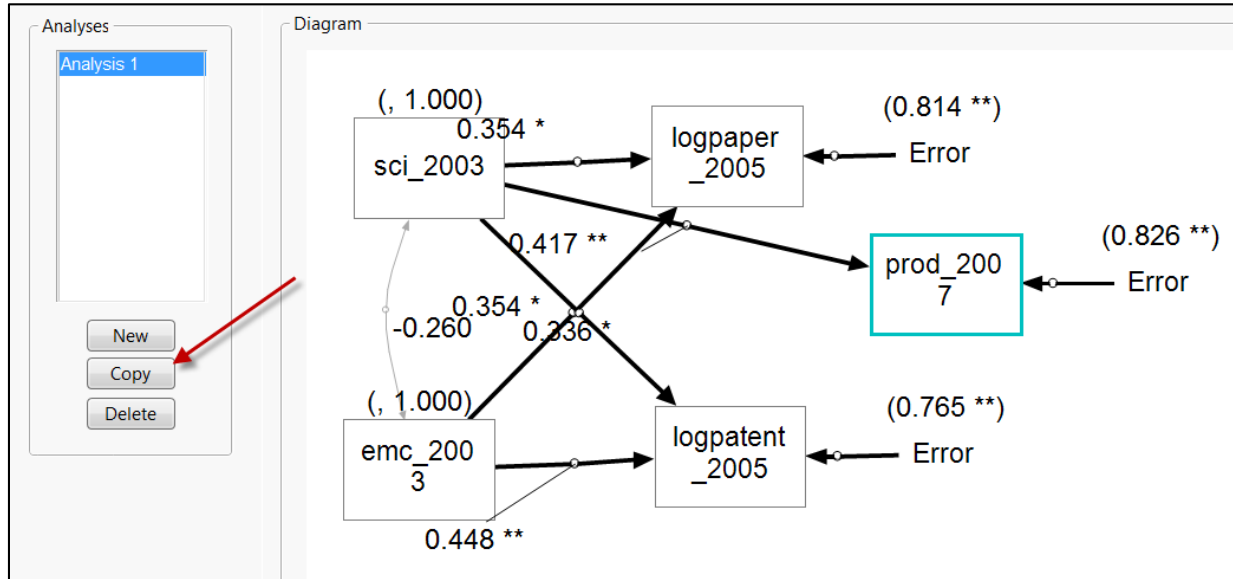 Analyses
Analysis 1
New
Copy
Delete
Diagram
(, 1.000)
0.354 *
sci_2003
logpaper
_2005
(0.814 **)
Error
0.417 **
prod_200
7
(0.826 **)
Error
0.354 *
0.336 *
-0.260
(, 1.000)
emc_200
3
logpatent
_2005
(0.765 **)
Error
0.448 **